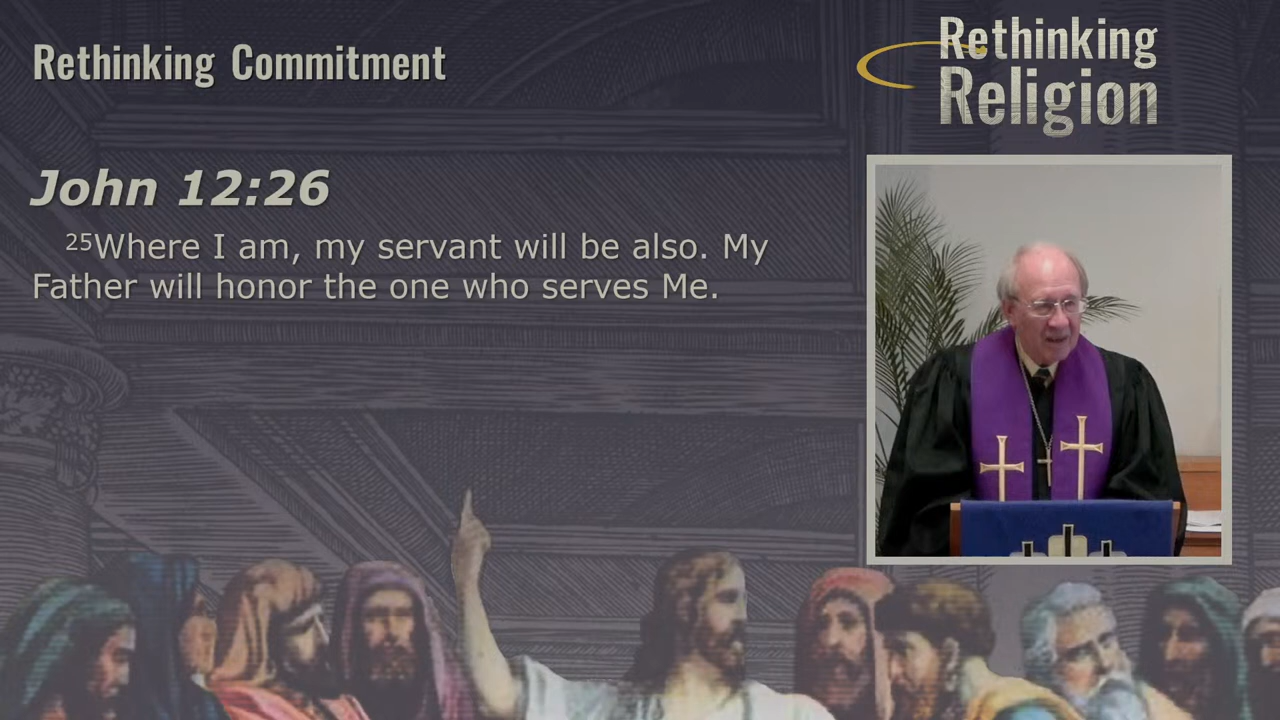 Rethinking Commitment
Rethinking
Religion
John 12:26
25Where I am, my servant will be also. My
Father will honor the one who serves Me.